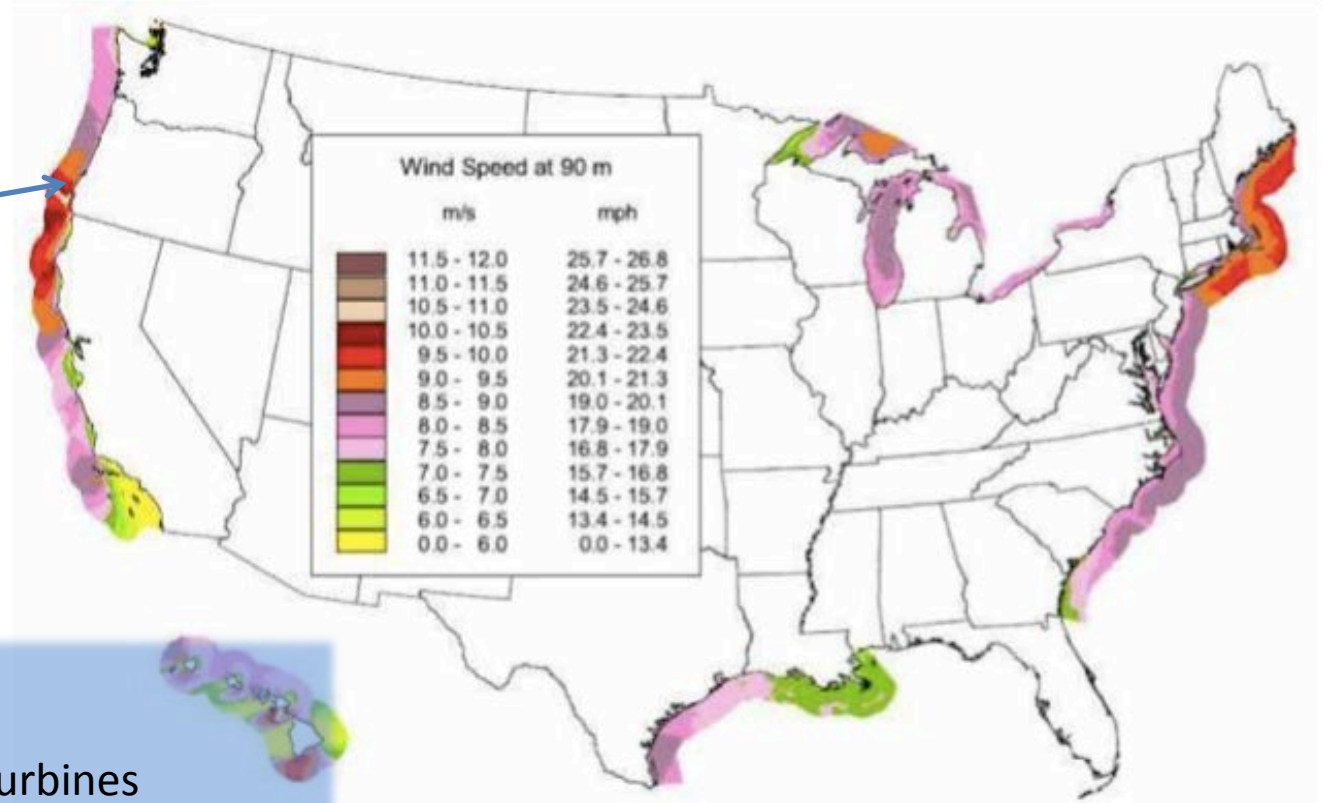 Wind Speed at 90 m
m/s mph
11.5 - 12.0 25.7 - 26.8
11.0 - 11.5 24.6 - 25.7
10.5 - 11.0 23.5 - 24.6
10.0 - 10.5 22.4 - 23.5
9.5 - 10.0 21.3 - 22.4
9.0 - 9.5 20.1 - 21.3
8.5 - 9.0 19.0 - 20.1
8.0 - 8.5 17.9 - 19.0
7.5 - 8.0 16.8 - 17.9
7.0 - 7.5 15.7 - 16.8
6.5 - 7.0 14.5 - 15.7
6.0 - 6.5 13.4 - 14.5
0.0 - 6.0 0.0 - 13.4
urbines